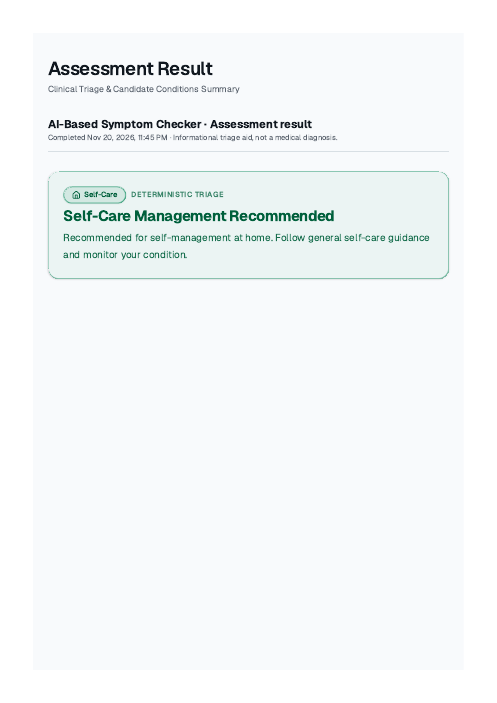 Assessment Result
Clinical Triage & Candidate Conditions Summary
AI-Based Symptom Checker · Assessment result
Completed Nov 20, 2026, 11:45 PM · Informational triage aid, not a medical diagnosis.
Self-Care DETERMINISTIC TRIAGE
Self-Care Management Recommended
Recommended for self-management at home. Follow general self-care guidance
and monitor your condition.